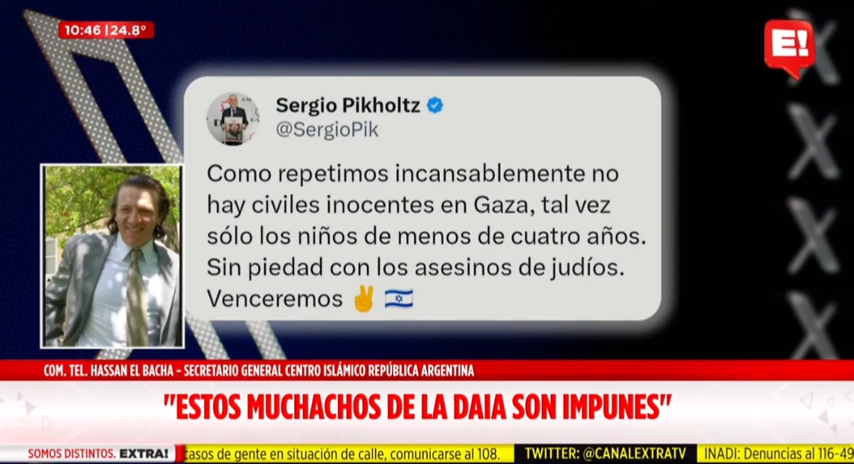 10:46 | 24.8°
E!
Sergio Pikholtz
@SergioPik
Como repetimos incansablemente no
hay civiles inocentes en Gaza, tal vez
sólo los niños de menos de cuatro años.
Sin piedad con los asesinos de judíos.
Venceremos ✌️ 🇮🇱
COM. TEL. HASSAN EL BACHA - SECRETARIO GENERAL CENTRO ISLÁMICO REPÚBLICA ARGENTINA
"ESTOS MUCHACHOS DE LA DAIA SON IMPUNES"
SOMOS DISTINTOS. EXTRA! casos de gente en situación de calle, comunicarse al 108. TWITTER: @CANALEXTRATV INADI: Denuncias al 116-49